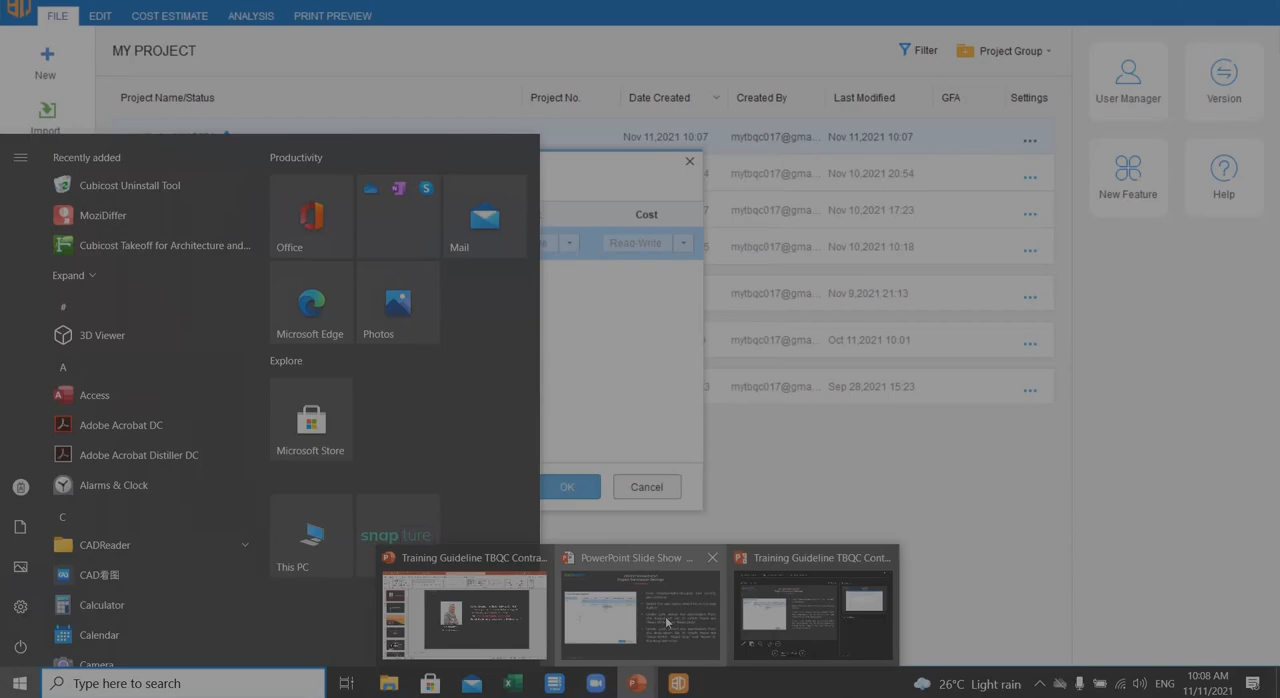 FILE EDIT COST ESTIMATE ANALYSIS PRINT PREVIEW
New
Import
MY PROJECT
Filter Project Group
Project Name/Status Project No. Date Created Created By Last Modified GFA Settings
Nov 11,2021 10:07 mytbqc017@gma... Nov 11,2021 10:07 ...
4 mytbqc017@gma... Nov 10,2021 20:54 ...
7 mytbqc017@gma... Nov 10,2021 17:23 ...
5 mytbqc017@gma... Nov 10,2021 10:18 ...
mytbqc017@gma... Nov 9,2021 21:13 ...
mytbqc017@gma... Oct 11,2021 10:01 ...
3 mytbqc017@gma... Sep 28,2021 15:23 ...
User Manager
Version
New Feature
Help
Cost
Read-Write
OK
Cancel
Recently added
Cubicost Uninstall Tool
MoziDiffer
Cubicost Takeoff for Architecture and...
Expand
#
3D Viewer
A
Access
Adobe Acrobat DC
Adobe Acrobat Distiller DC
Alarms & Clock
C
CADReader
CAD看图
Calculator
Calendar
Camera
Productivity
Office
Mail
Microsoft Edge
Photos
Explore
Microsoft Store
This PC
snapture
Training Guideline TBQC Contra...
PowerPoint Slide Show ...
Training Guideline TBQC Cont...
Type here to search
26°C Light rain
ENG
10:08 AM
11/11/2021